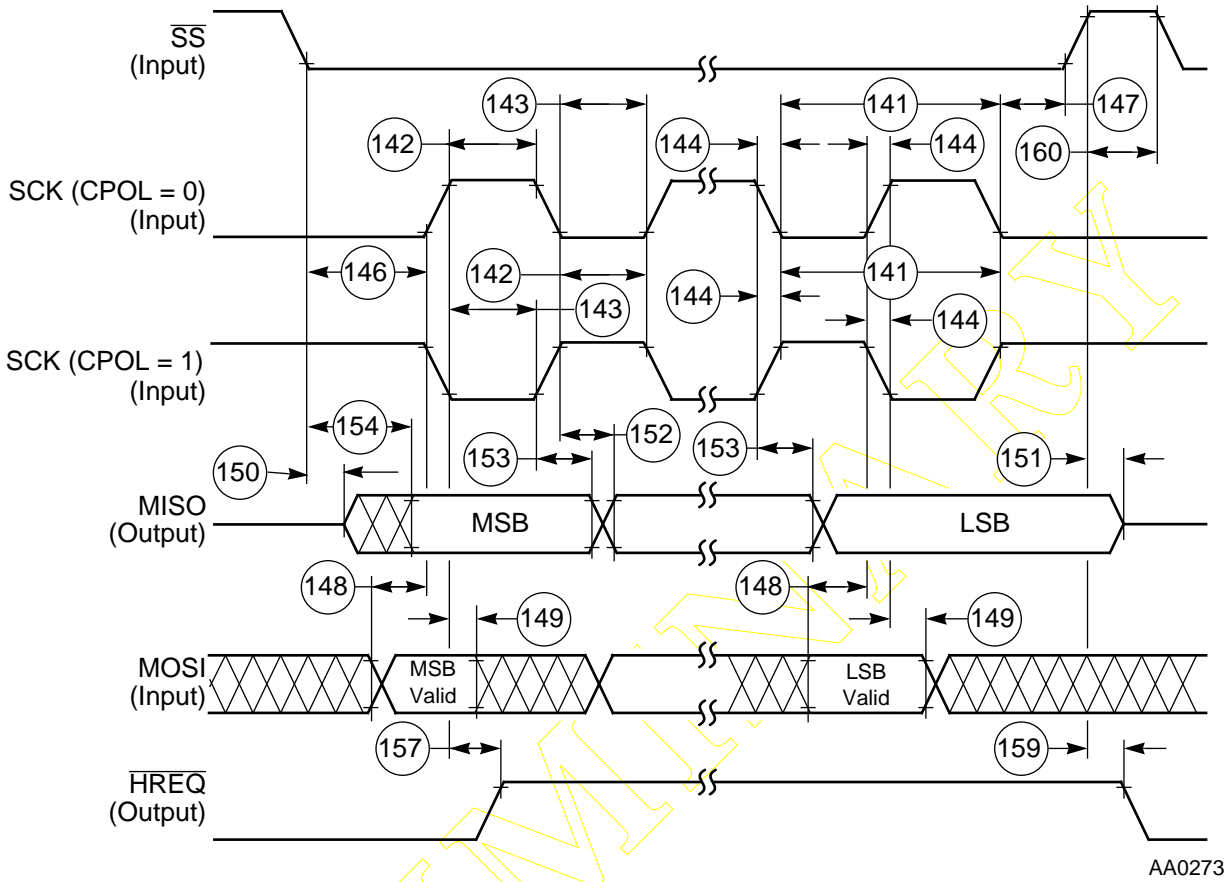 SS
(Input)
143
141
147
142
144
144
160
SCK (CPOL = 0)
(Input)
146
142
141
143
144
144
SCK (CPOL = 1)
(Input)
154
152
153
153
150
151
MISO
(Output)
MSB
LSB
148
148
149
149
MOSI
(Input)
MSB
Valid
LSB
Valid
157
159
HREQ
(Output)
AA0273